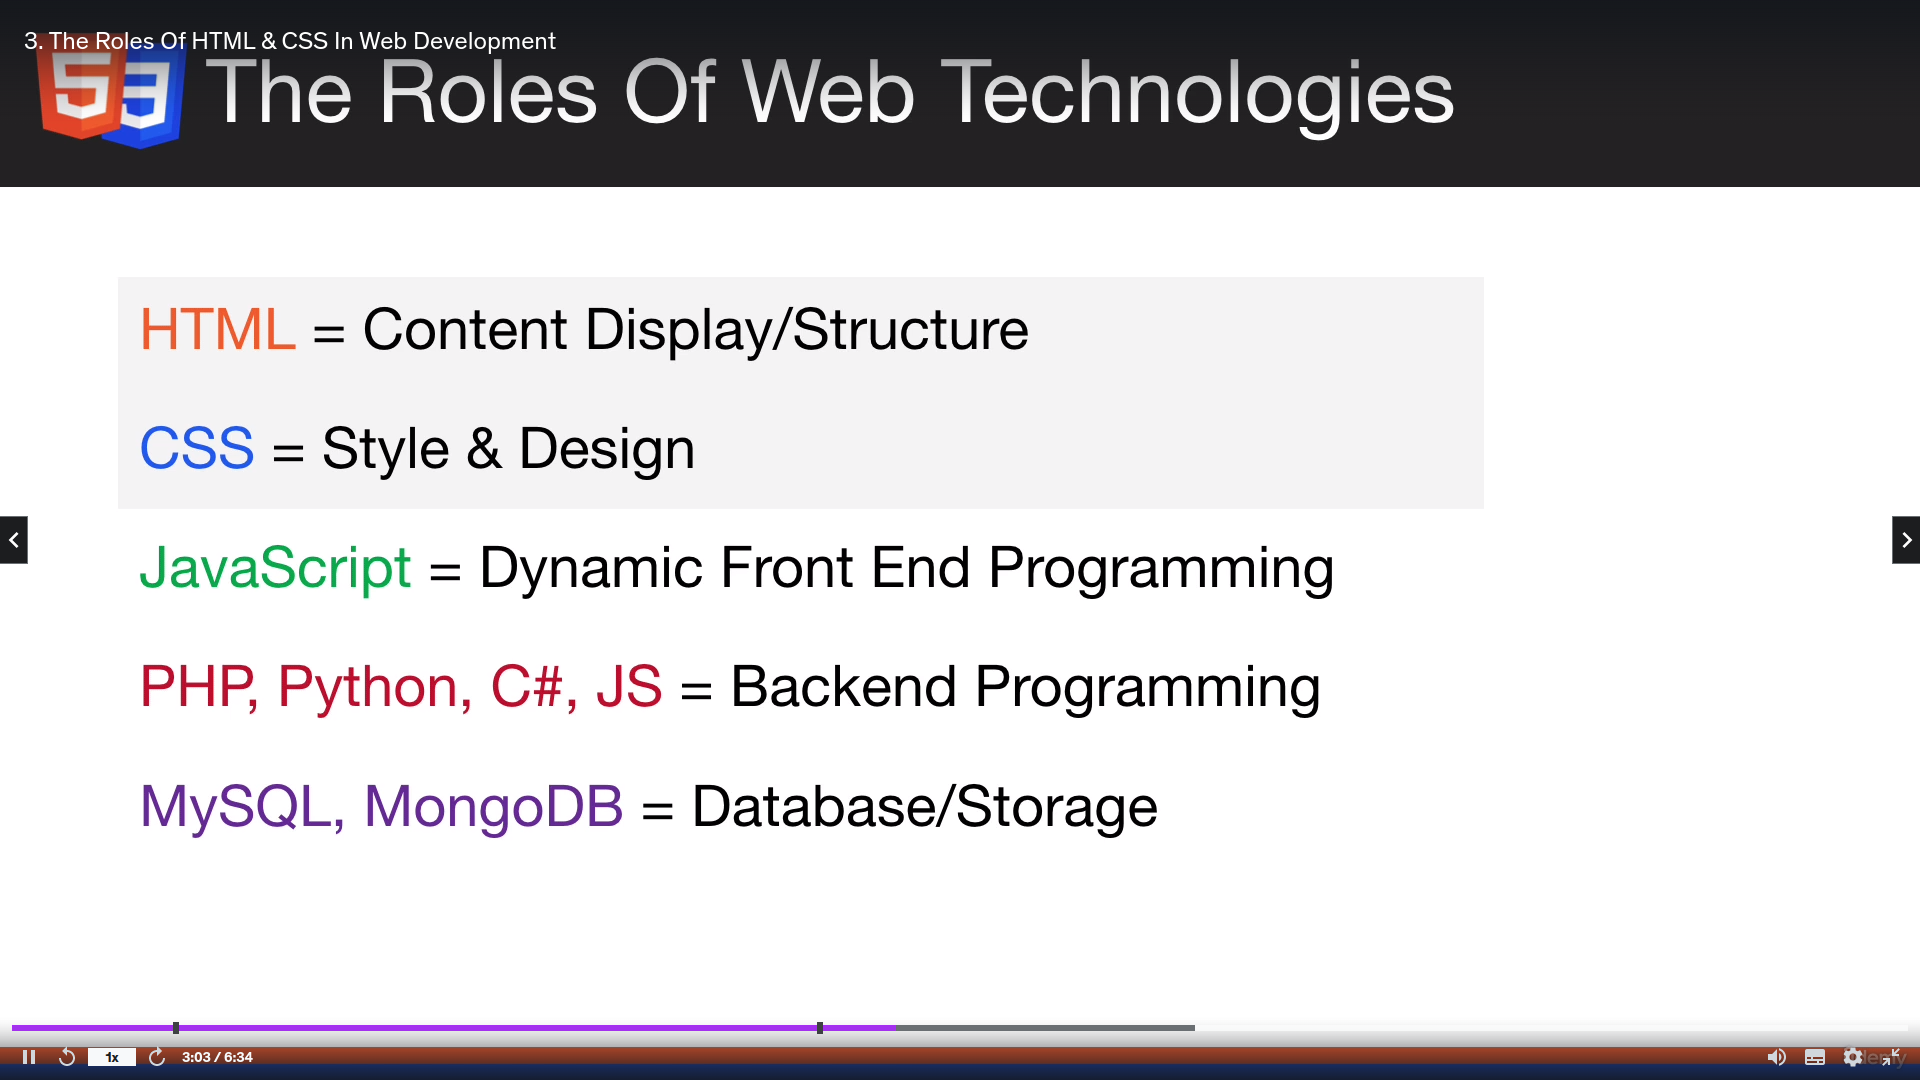 3. The Roles Of HTML & CSS In Web Development
The Roles Of Web Technologies
HTML = Content Display/Structure
CSS = Style & Design
JavaScript = Dynamic Front End Programming
PHP, Python, C#, JS = Backend Programming
MySQL, MongoDB = Database/Storage
1x
3:03 / 6:34